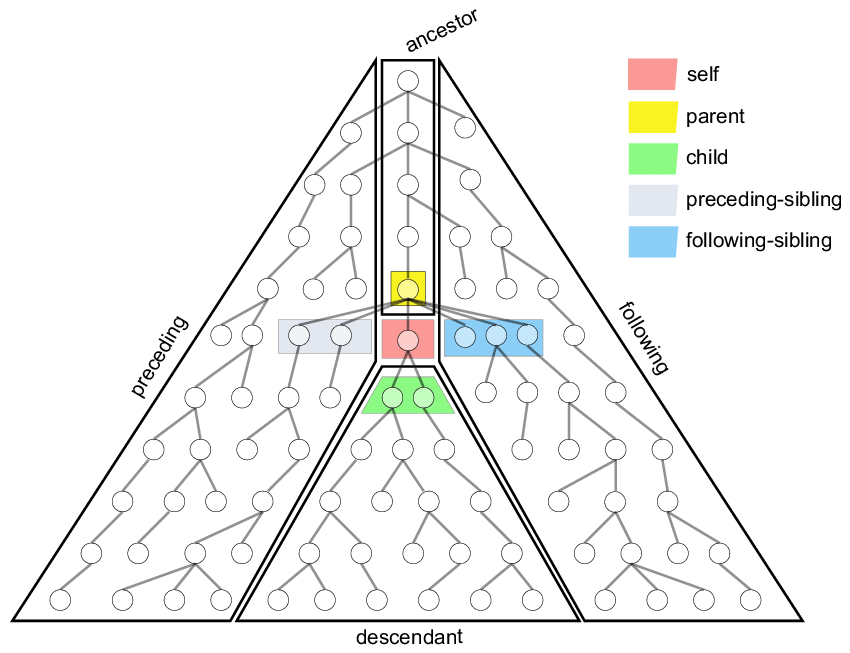 ancestor
self
parent
child
preceding-sibling
following-sibling
preceding
following
descendant